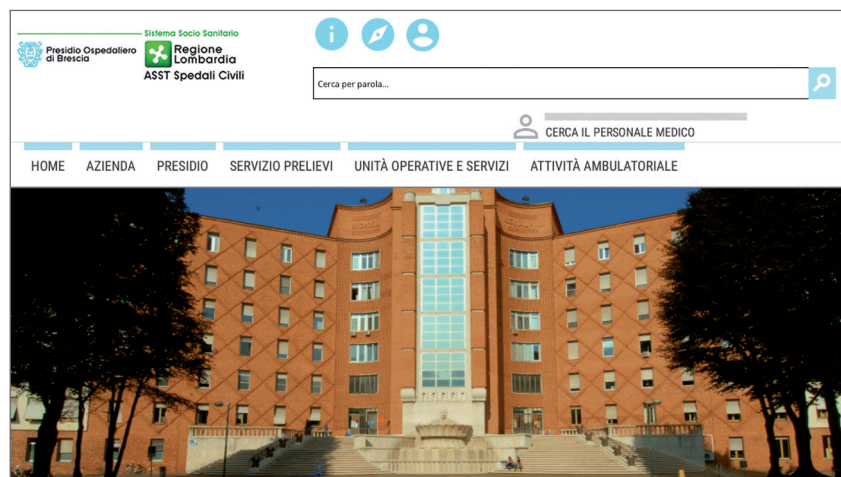 Sistema Socio Sanitario
Presidio Ospedaliero
di Brescia
Regione
Lombardia
ASST Spedali Civili
i
Cerca per parola...
CERCA IL PERSONALE MEDICO
HOME AZIENDA PRESIDIO SERVIZIO PRELIEVI UNITÀ OPERATIVE E SERVIZI ATTIVITÀ AMBULATORIALE